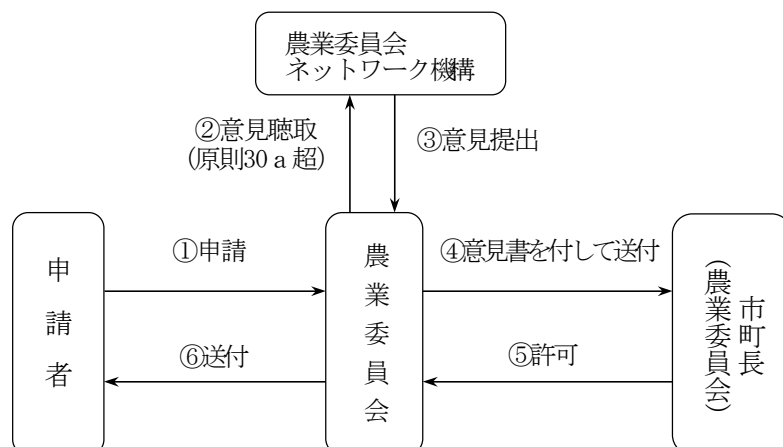 農業委員会
ネットワーク機構
②意見聴取
(原則30a超)
③意見提出
申請者
①申請
⑥送付
農業委員会
④意見書を付して送付
⑤許可
市町長
(農業委員会)